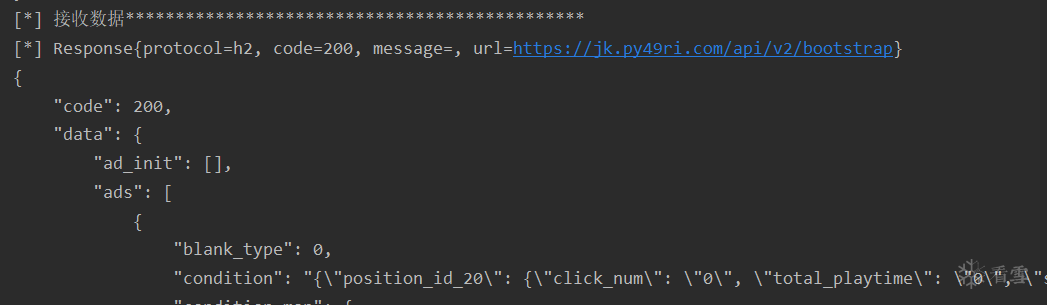 [*] 接收数据**********************************************
[*] Response{protocol=h2, code=200, message=, url=https://jk.py49ri.com/api/v2/bootstrap}
{
    "code": 200,
    "data": {
        "ad_init": [],
        "ads": [
            {
                "blank_type": 0,
                "condition": "{\"position_id_20\": {\"click_num\": \"0\", \"total_playtime\": \"0\", \"s
                "condition_map": {
看雪